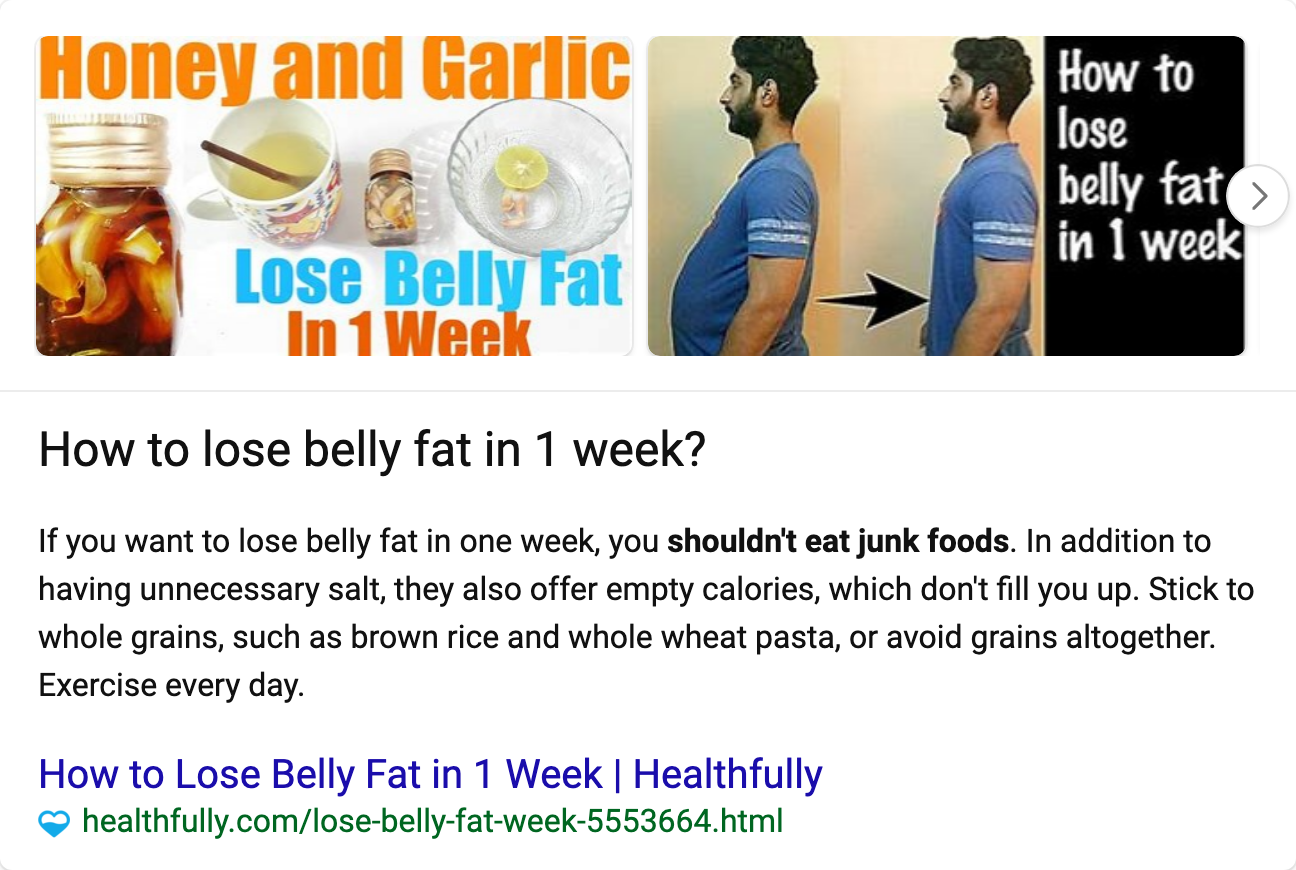 Honey and Garlic
Lose Belly Fat
In 1 Week
How to
lose
belly fat
in 1 week
How to lose belly fat in 1 week?
If you want to lose belly fat in one week, you shouldn't eat junk foods. In addition to
having unnecessary salt, they also offer empty calories, which don't fill you up. Stick to
whole grains, such as brown rice and whole wheat pasta, or avoid grains altogether.
Exercise every day.
How to Lose Belly Fat in 1 Week | Healthfully
healthfully.com/lose-belly-fat-week-5553664.html